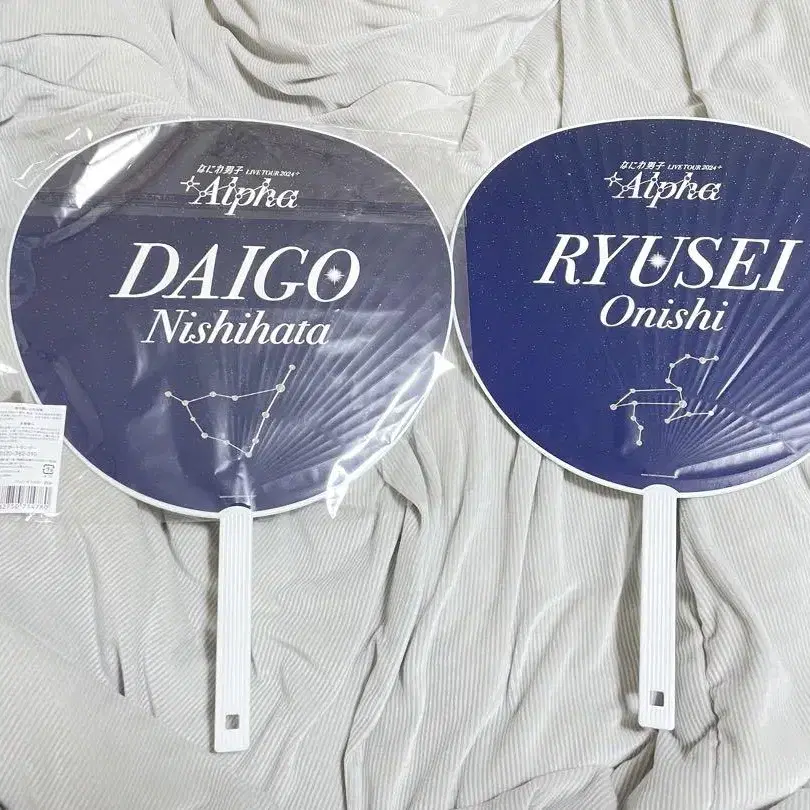 なにわ男子 LIVE TOUR 2024+
Alpha
DAIGO
Nishihata
なにわ男子 LIVE TOUR 2024+
Alpha
RYUSEI
Onishi